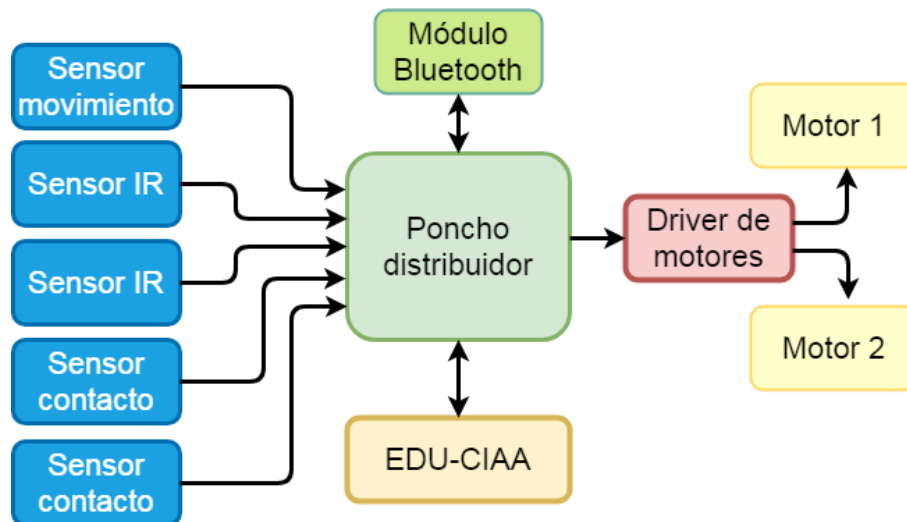 Sensor
movimiento
Sensor IR
Sensor IR
Sensor
contacto
Sensor
contacto
Módulo
Bluetooth
Poncho
distribuidor
EDU-CIAA
Driver de
motores
Motor 1
Motor 2